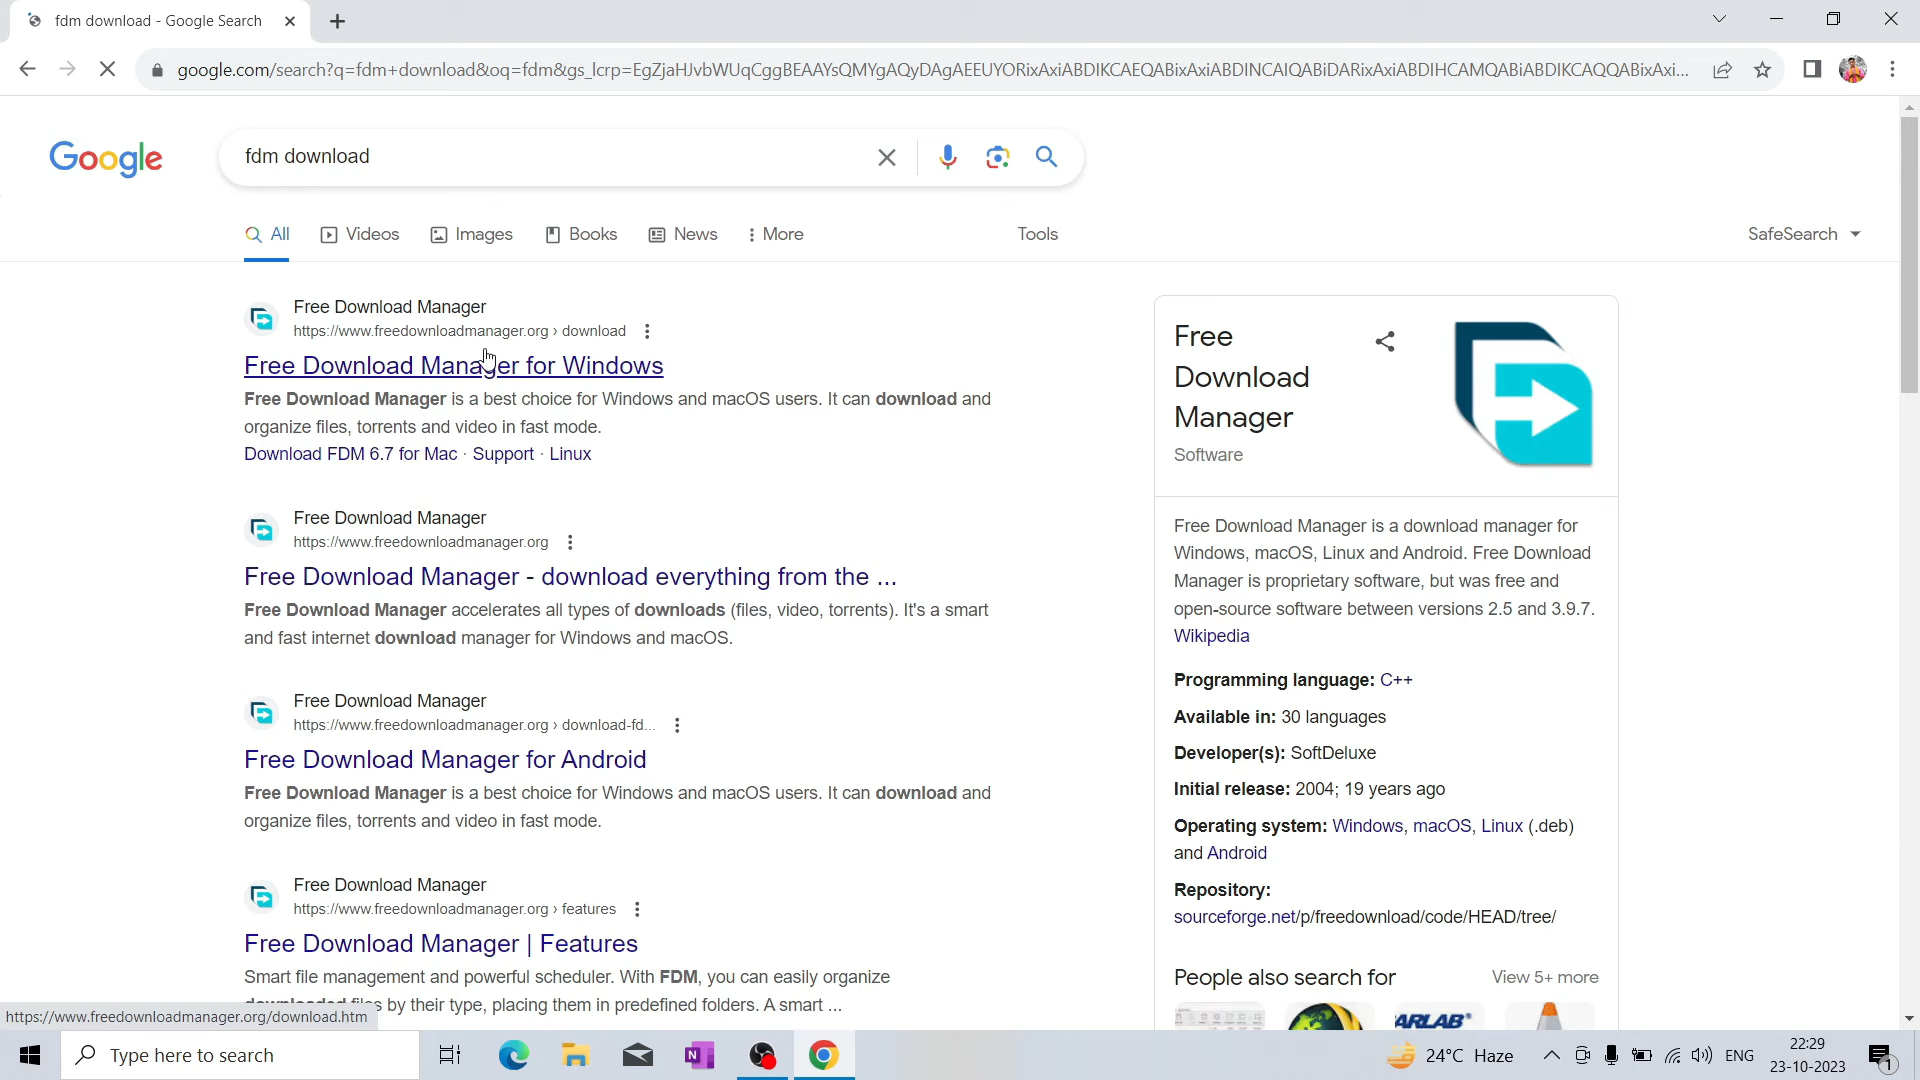 fdm download - Google Search
google.com/search?q=fdm+download&oq=fdm&gs_lcrp=EgZjaHJvbWUqCggBEAAYsQMYgAQyDAgAEEUYORixAxiABDIKCAEQABixAxiABDINCAIQABiDARixAxiABDIHCAMQABiABDIKCAQQABixAxi...
Google
fdm download
All
Videos
Images
Books
News
More
Tools
SafeSearch
Free Download Manager
https://www.freedownloadmanager.org › download
Free Download Manager for Windows
Free Download Manager is a best choice for Windows and macOS users. It can download and
organize files, torrents and video in fast mode.
Download FDM 6.7 for Mac · Support · Linux
Free Download Manager
https://www.freedownloadmanager.org
Free Download Manager - download everything from the ...
Free Download Manager accelerates all types of downloads (files, video, torrents). It's a smart
and fast internet download manager for Windows and macOS.
Free Download Manager
https://www.freedownloadmanager.org › download-fd...
Free Download Manager for Android
Free Download Manager is a best choice for Windows and macOS users. It can download and
organize files, torrents and video in fast mode.
Free Download Manager
https://www.freedownloadmanager.org › features
Free Download Manager | Features
Smart file management and powerful scheduler. With FDM, you can easily organize
downloaded files by their type, placing them in predefined folders. A smart ...
Free
Download
Manager
Software
Free Download Manager is a download manager for
Windows, macOS, Linux and Android. Free Download
Manager is proprietary software, but was free and
open-source software between versions 2.5 and 3.9.7.
Wikipedia
Programming language: C++
Available in: 30 languages
Developer(s): SoftDeluxe
Initial release: 2004; 19 years ago
Operating system: Windows, macOS, Linux (.deb)
and Android
Repository:
sourceforge.net/p/freedownload/code/HEAD/tree/
People also search for
View 5+ more
ARLAB
https://www.freedownloadmanager.org/download.htm
Type here to search
N
24°C Haze
ENG
22:29
23-10-2023
1